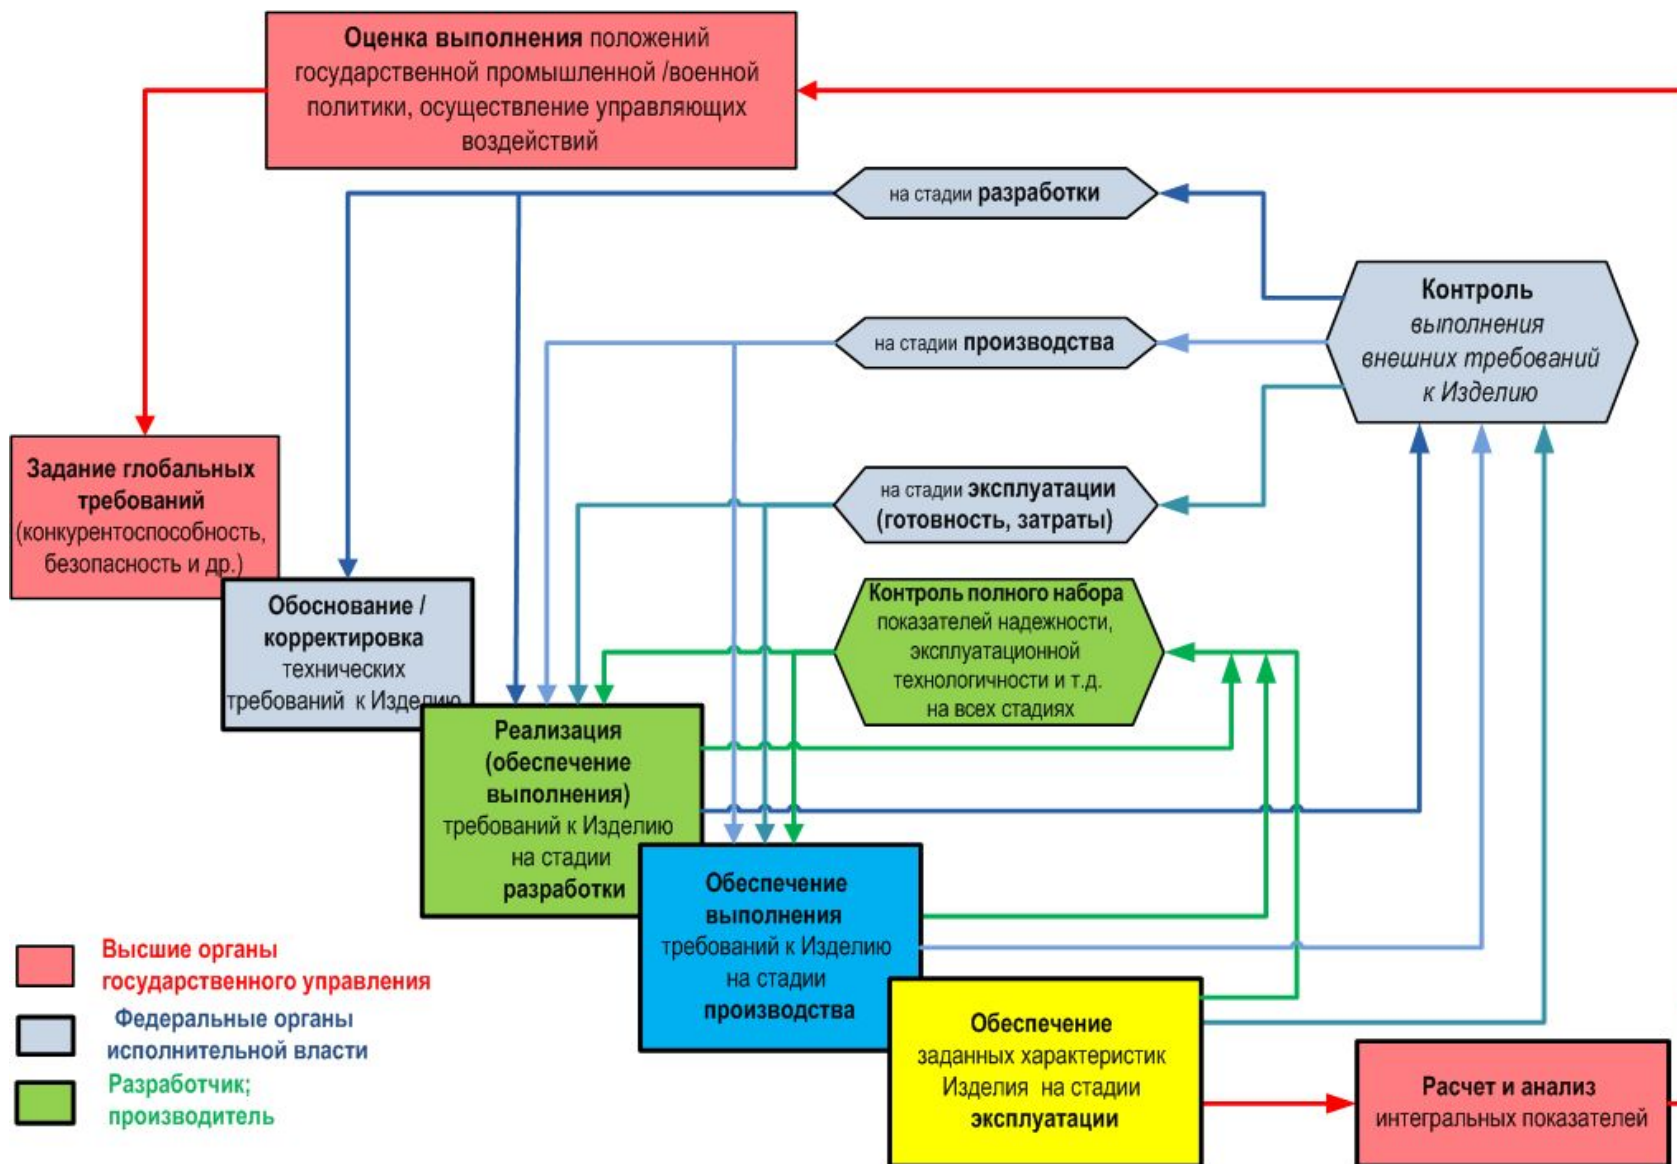 Оценка выполнения положений
государственной промышленной /военной
политики, осуществление управляющих
воздействий
на стадии разработки
Контроль
выполнения
внешних требований
к Изделию
на стадии производства
Задание глобальных
требований
(конкурентоспособность,
безопасность и др.)
на стадии эксплуатации
(готовность, затраты)
Обоснование /
корректировка
технических
требований к Изделию
Контроль полного набора
показателей надежности,
эксплуатационной
технологичности и т.д.
на всех стадиях
Реализация
(обеспечение
выполнения)
требований к Изделию
на стадии
разработки
Обеспечение
выполнения
требований к Изделию
на стадии
производства
Обеспечение
заданных характеристик
Изделия на стадии
эксплуатации
Расчет и анализ
интегральных показателей
Высшие органы
государственного управления
Федеральные органы
исполнительной власти
Разработчик;
производитель